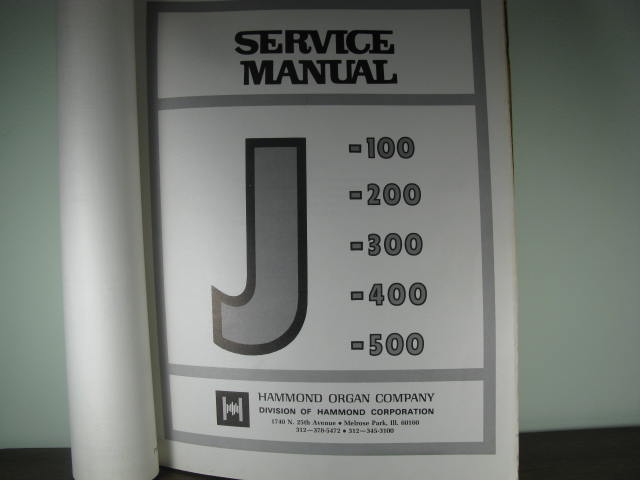 SERVICE
MANUAL
J
-100
-200
-300
-400
-500
HAMMOND ORGAN COMPANY
DIVISION OF HAMMOND CORPORATION
1740 N. 25th Avenue • Melrose Park, Ill. 60160
312—378-5472 • 312—345-3100